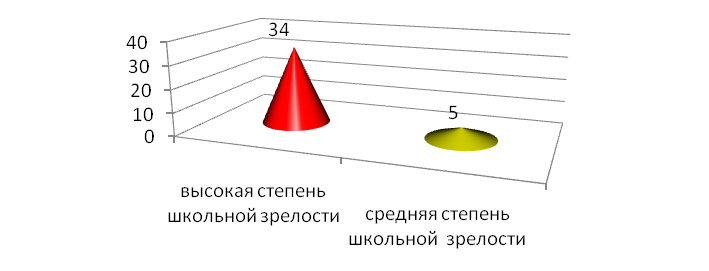 34
40
30
20
10
0
5
высокая степень
школьной зрелости
средняя степень
школьной зрелости